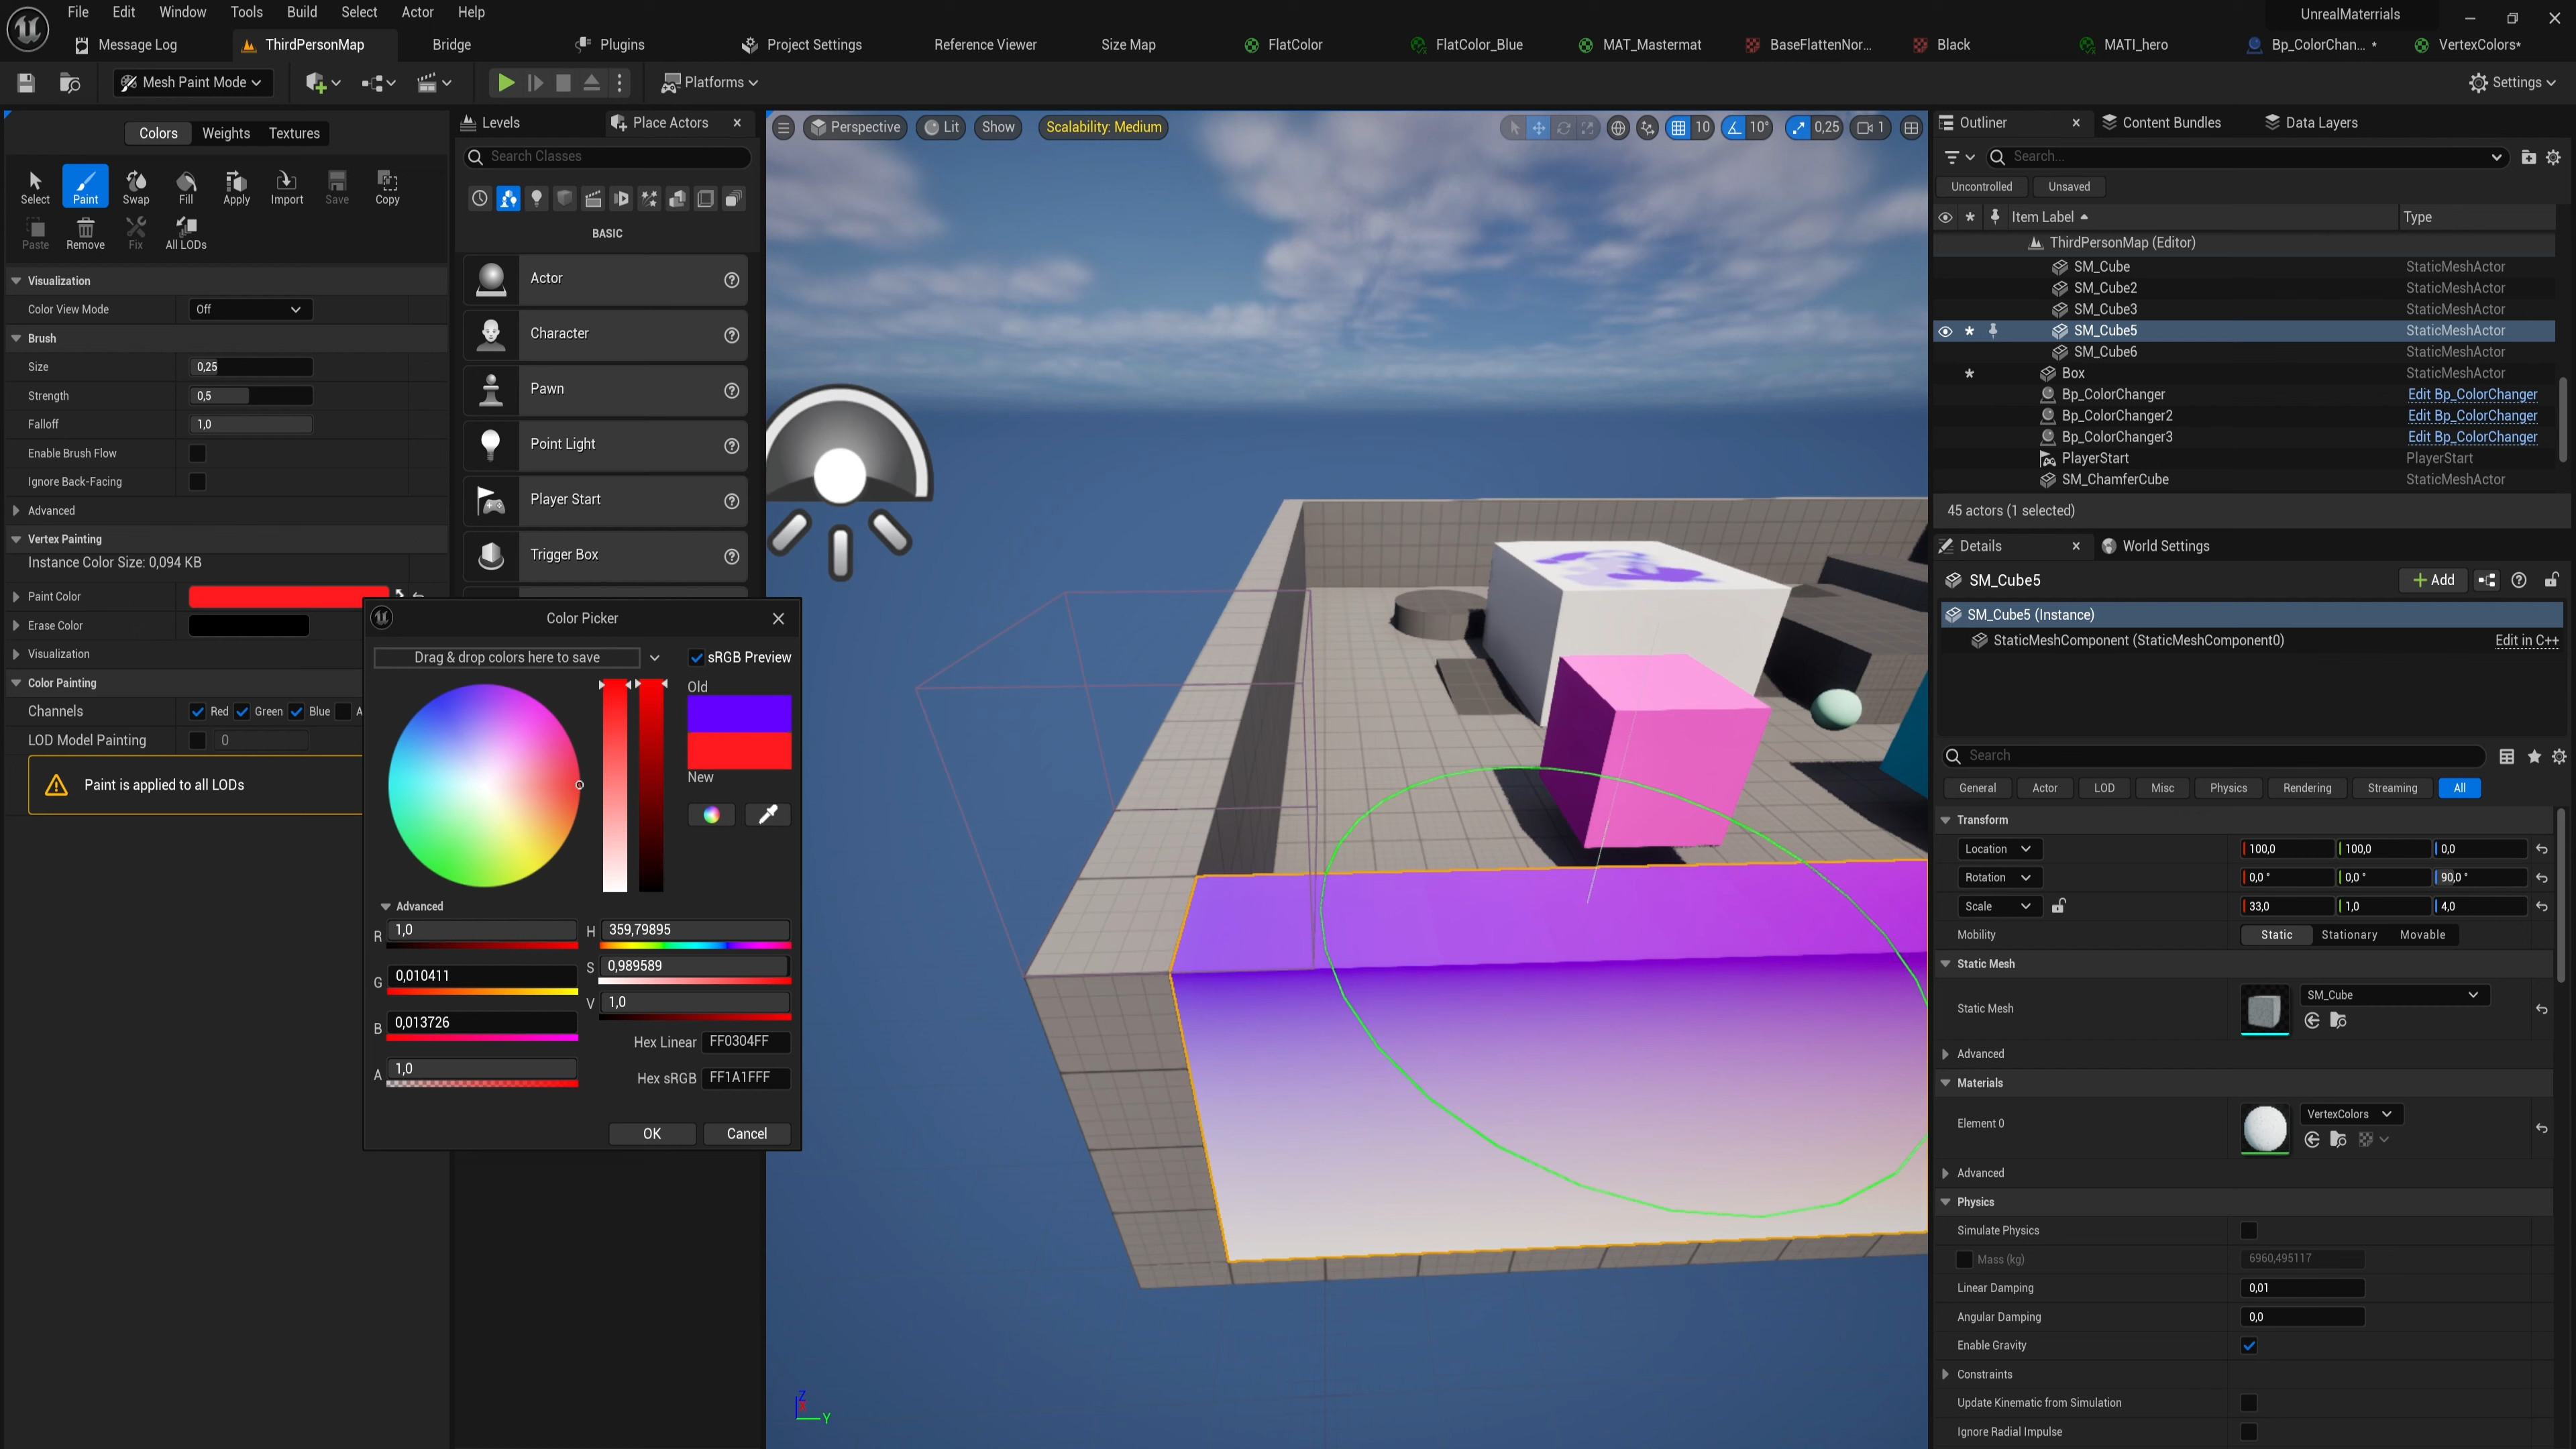 File Edit Window Tools Build Select Actor Help
UnrealMaterrials
Message Log
ThirdPersonMap
Bridge
Plugins
Project Settings
Reference Viewer
Size Map
FlatColor
FlatColor_Blue
MAT_Mastermat
BaseFlattenNor...
Black
MATI_hero
Bp_ColorChan... *
VertexColors*
Mesh Paint Mode
Platforms
Settings
Colors Weights Textures
Select Paint Swap Fill Apply Import Save Copy
Paste Remove Fix All LODs
Visualization
Color View Mode Off
Brush
Size 0,25
Strength 0,5
Falloff 1,0
Enable Brush Flow
Ignore Back-Facing
Advanced
Vertex Painting
Instance Color Size: 0,094 KB
Paint Color
Erase Color
Visualization
Color Painting
Channels Red Green Blue A
LOD Model Painting 0
Paint is applied to all LODs
Levels
Place Actors
Search Classes
BASIC
Actor
Character
Pawn
Point Light
Player Start
Trigger Box
Color Picker
Drag & drop colors here to save
sRGB Preview
Old
New
Advanced
R 1,0
G 0,010411
B 0,013726
A 1,0
H 359,79895
S 0,989589
V 1,0
Hex Linear FF0304FF
Hex sRGB FF1A1FFF
OK Cancel
Perspective
Lit
Show
Scalability: Medium
10
10°
0,25
1
Z
X
Y
Outliner
Content Bundles
Data Layers
Search...
Uncontrolled Unsaved
Item Label Type
ThirdPersonMap (Editor)
SM_Cube StaticMeshActor
SM_Cube2 StaticMeshActor
SM_Cube3 StaticMeshActor
SM_Cube5 StaticMeshActor
SM_Cube6 StaticMeshActor
Box StaticMeshActor
Bp_ColorChanger Edit Bp_ColorChanger
Bp_ColorChanger2 Edit Bp_ColorChanger
Bp_ColorChanger3 Edit Bp_ColorChanger
PlayerStart PlayerStart
SM_ChamferCube StaticMeshActor
45 actors (1 selected)
Details
World Settings
SM_Cube5
Add
SM_Cube5 (Instance)
StaticMeshComponent (StaticMeshComponent0) Edit in C++
Search
General Actor LOD Misc Physics Rendering Streaming All
Transform
Location 100,0 100,0 0,0
Rotation 0,0 ° 0,0 ° 90,0 °
Scale 33,0 1,0 4,0
Mobility Static Stationary Movable
Static Mesh
Static Mesh SM_Cube
Advanced
Materials
Element 0 VertexColors
Advanced
Physics
Simulate Physics
Mass (kg) 6960,495117
Linear Damping 0,01
Angular Damping 0,0
Enable Gravity
Constraints
Update Kinematic from Simulation
Ignore Radial Impulse